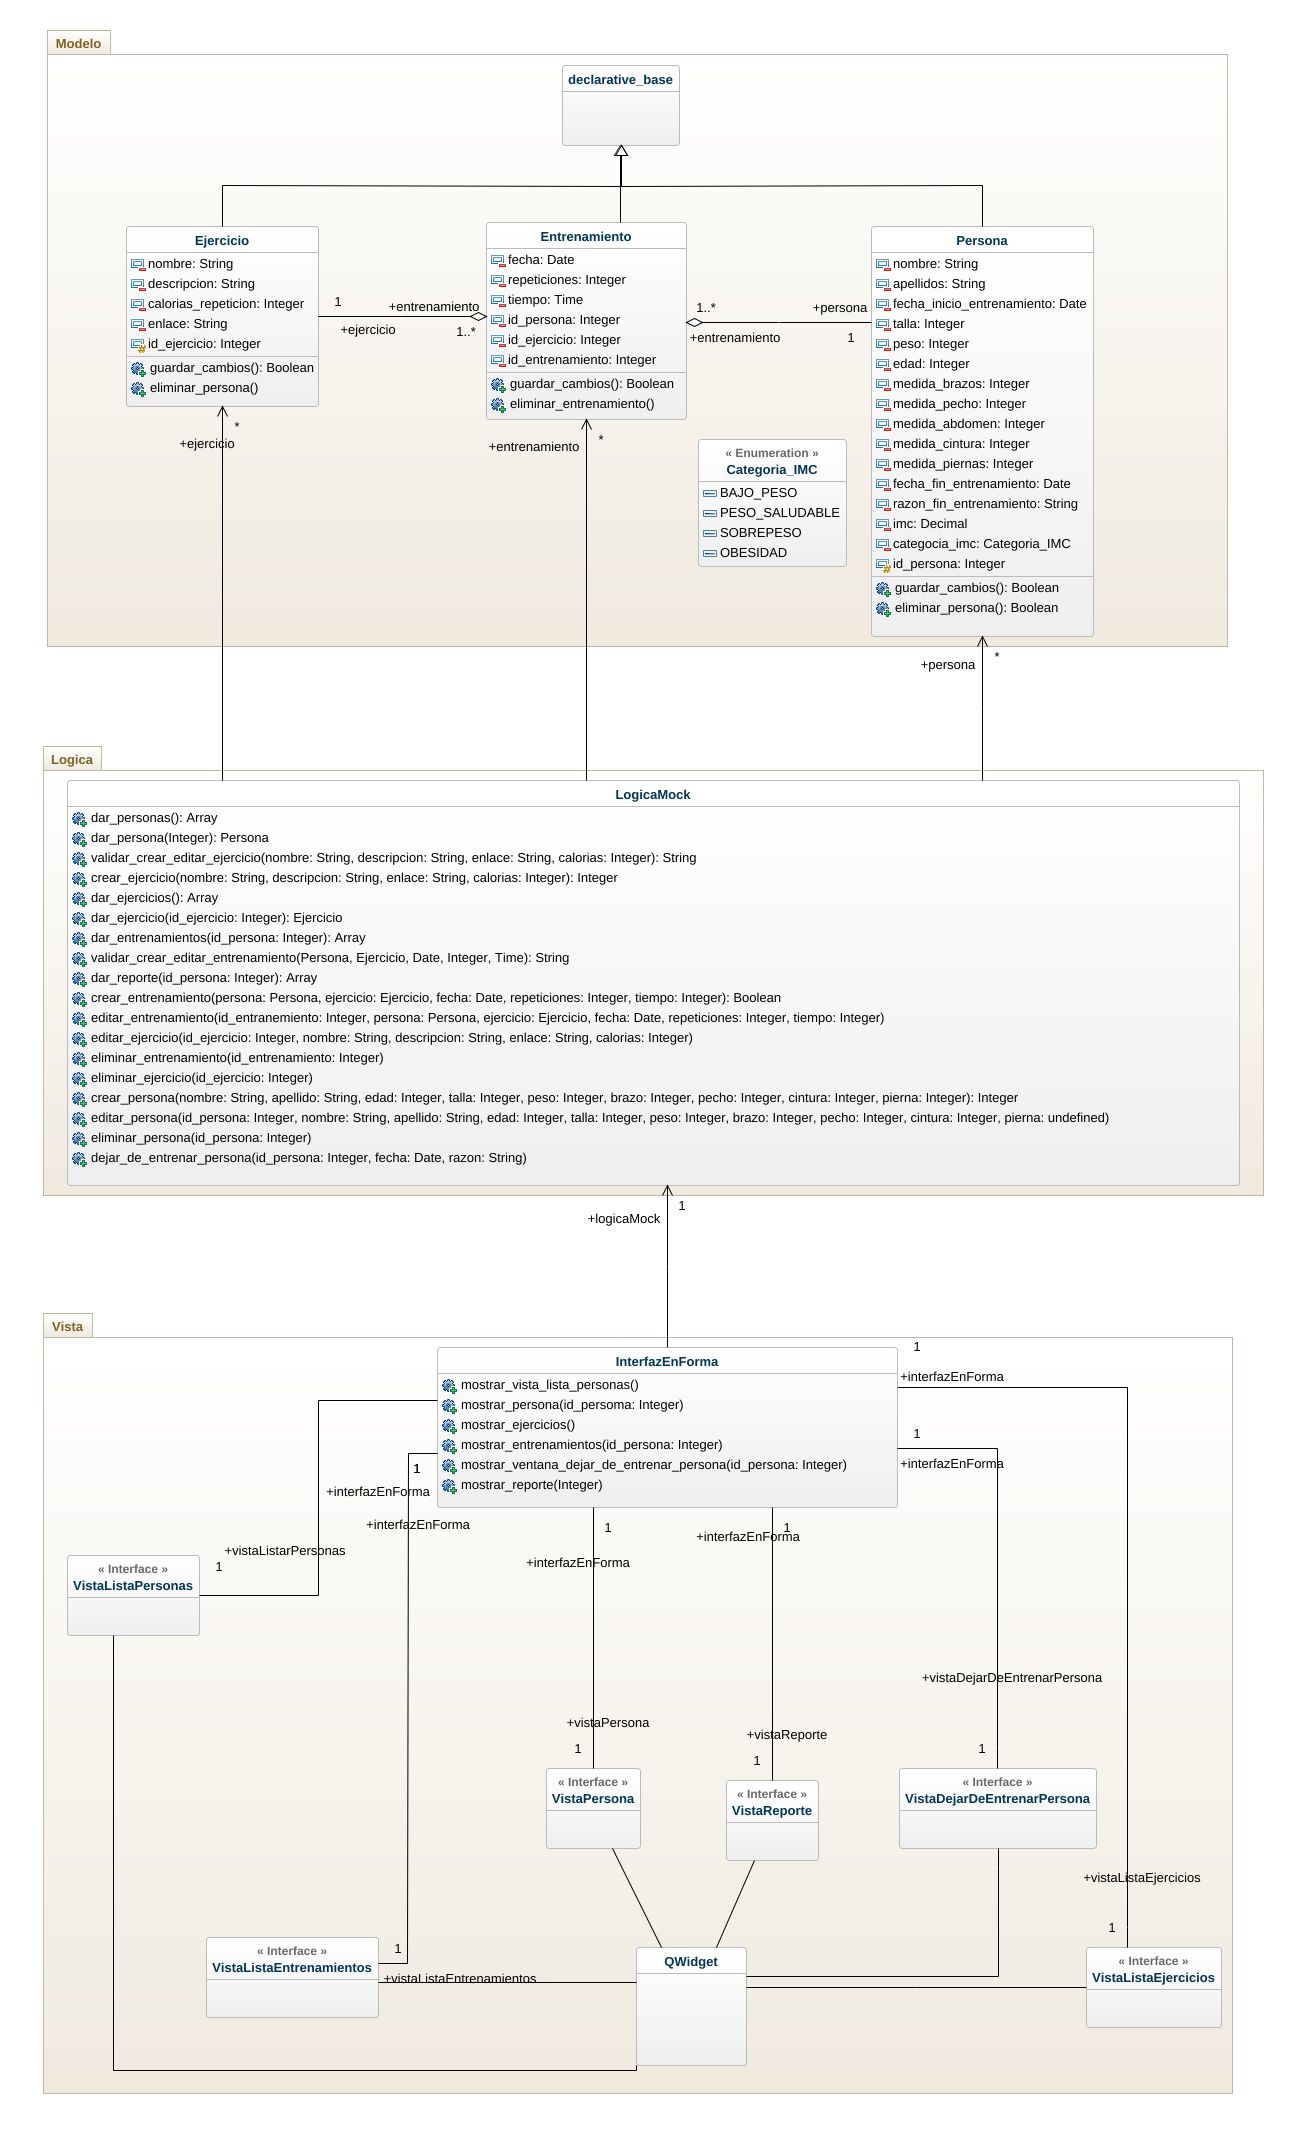 Modelo
declarative_base
Ejercicio
nombre: String
descripcion: String
calorias_repeticion: Integer
enlace: String
id_ejercicio: Integer
guardar_cambios(): Boolean
eliminar_persona()
1
+entrenamiento
+ejercicio
1..*
Entrenamiento
fecha: Date
repeticiones: Integer
tiempo: Time
id_persona: Integer
id_ejercicio: Integer
id_entrenamiento: Integer
guardar_cambios(): Boolean
eliminar_entrenamiento()
1..*
+persona
+entrenamiento
1
Persona
nombre: String
apellidos: String
fecha_inicio_entrenamiento: Date
talla: Integer
peso: Integer
edad: Integer
medida_brazos: Integer
medida_pecho: Integer
medida_abdomen: Integer
medida_cintura: Integer
medida_piernas: Integer
fecha_fin_entrenamiento: Date
razon_fin_entrenamiento: String
imc: Decimal
categocia_imc: Categoria_IMC
id_persona: Integer
guardar_cambios(): Boolean
eliminar_persona(): Boolean
« Enumeration »
Categoria_IMC
BAJO_PESO
PESO_SALUDABLE
SOBREPESO
OBESIDAD
*
+ejercicio
*
+entrenamiento
*
+persona
Logica
LogicaMock
dar_personas(): Array
dar_persona(Integer): Persona
validar_crear_editar_ejercicio(nombre: String, descripcion: String, enlace: String, calorias: Integer): String
crear_ejercicio(nombre: String, descripcion: String, enlace: String, calorias: Integer): Integer
dar_ejercicios(): Array
dar_ejercicio(id_ejercicio: Integer): Ejercicio
dar_entrenamientos(id_persona: Integer): Array
validar_crear_editar_entrenamiento(Persona, Ejercicio, Date, Integer, Time): String
dar_reporte(id_persona: Integer): Array
crear_entrenamiento(persona: Persona, ejercicio: Ejercicio, fecha: Date, repeticiones: Integer, tiempo: Integer): Boolean
editar_entrenamiento(id_entranemiento: Integer, persona: Persona, ejercicio: Ejercicio, fecha: Date, repeticiones: Integer, tiempo: Integer)
editar_ejercicio(id_ejercicio: Integer, nombre: String, descripcion: String, enlace: String, calorias: Integer)
eliminar_entrenamiento(id_entrenamiento: Integer)
eliminar_ejercicio(id_ejercicio: Integer)
crear_persona(nombre: String, apellido: String, edad: Integer, talla: Integer, peso: Integer, brazo: Integer, pecho: Integer, cintura: Integer, pierna: Integer): Integer
editar_persona(id_persona: Integer, nombre: String, apellido: String, edad: Integer, talla: Integer, peso: Integer, brazo: Integer, pecho: Integer, cintura: Integer, pierna: undefined)
eliminar_persona(id_persona: Integer)
dejar_de_entrenar_persona(id_persona: Integer, fecha: Date, razon: String)
1
+logicaMock
Vista
InterfazEnForma
mostrar_vista_lista_personas()
mostrar_persona(id_persoma: Integer)
mostrar_ejercicios()
mostrar_entrenamientos(id_persona: Integer)
mostrar_ventana_dejar_de_entrenar_persona(id_persona: Integer)
mostrar_reporte(Integer)
1
+interfazEnForma
1
+interfazEnForma
1
+interfazEnForma
+interfazEnForma
1
+interfazEnForma
1
+interfazEnForma
+vistaListarPersonas
1
« Interface »
VistaListaPersonas
+vistaDejarDeEntrenarPersona
1
+vistaPersona
1
+vistaReporte
1
« Interface »
VistaPersona
« Interface »
VistaReporte
« Interface »
VistaDejarDeEntrenarPersona
+vistaListaEjercicios
1
« Interface »
VistaListaEntrenamientos
1
+vistaListaEntrenamientos
QWidget
« Interface »
VistaListaEjercicios